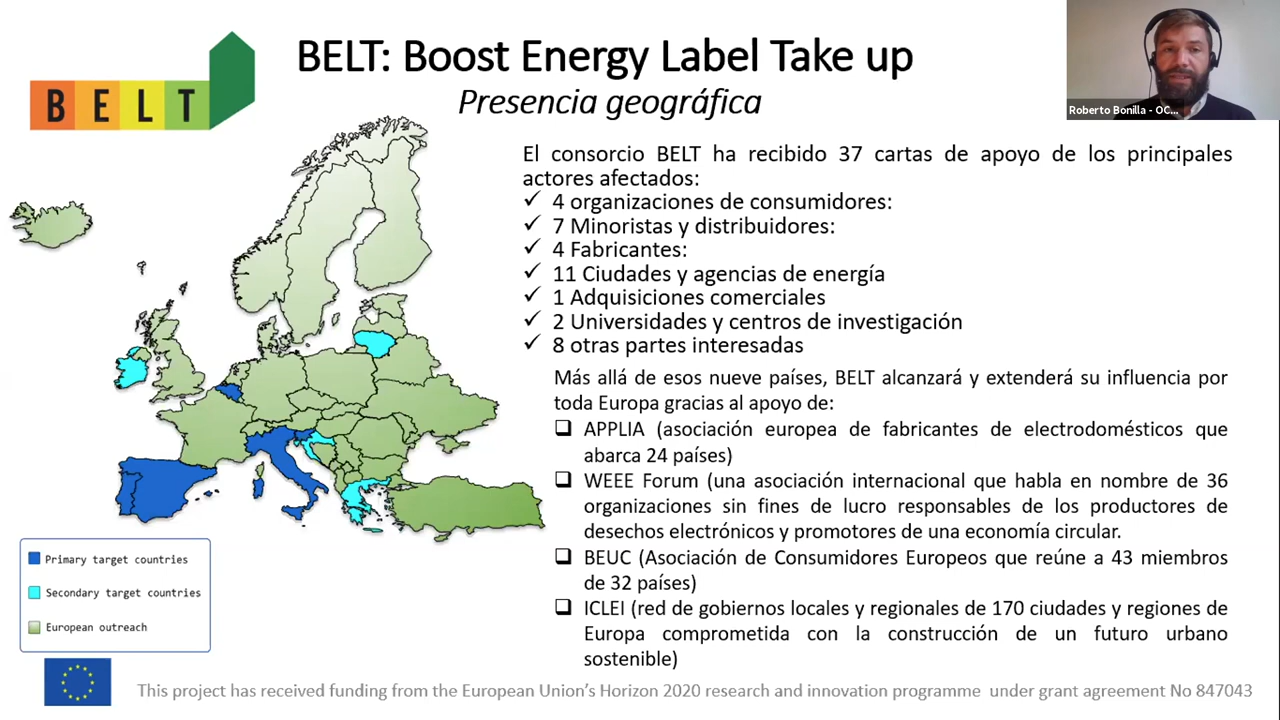 BELT: Boost Energy Label Take up
Presencia geográfica
BELT
Roberto Bonilla - OC...
El consorcio BELT ha recibido 37 cartas de apoyo de los principales
actores afectados:
✓ 4 organizaciones de consumidores:
✓ 7 Minoristas y distribuidores:
✓ 4 Fabricantes:
✓ 11 Ciudades y agencias de energía
✓ 1 Adquisiciones comerciales
✓ 2 Universidades y centros de investigación
✓ 8 otras partes interesadas
Más allá de esos nueve países, BELT alcanzará y extenderá su influencia por
toda Europa gracias al apoyo de:
❑ APPLIA (asociación europea de fabricantes de electrodomésticos que
abarca 24 países)
❑ WEEE Forum (una asociación internacional que habla en nombre de 36
organizaciones sin fines de lucro responsables de los productores de
desechos electrónicos y promotores de una economía circular.
❑ BEUC (Asociación de Consumidores Europeos que reúne a 43 miembros
de 32 países)
❑ ICLEI (red de gobiernos locales y regionales de 170 ciudades y regiones de
Europa comprometida con la construcción de un futuro urbano
sostenible)
Primary target countries
Secondary target countries
European outreach
This project has received funding from the European Union's Horizon 2020 research and innovation programme under grant agreement No 847043